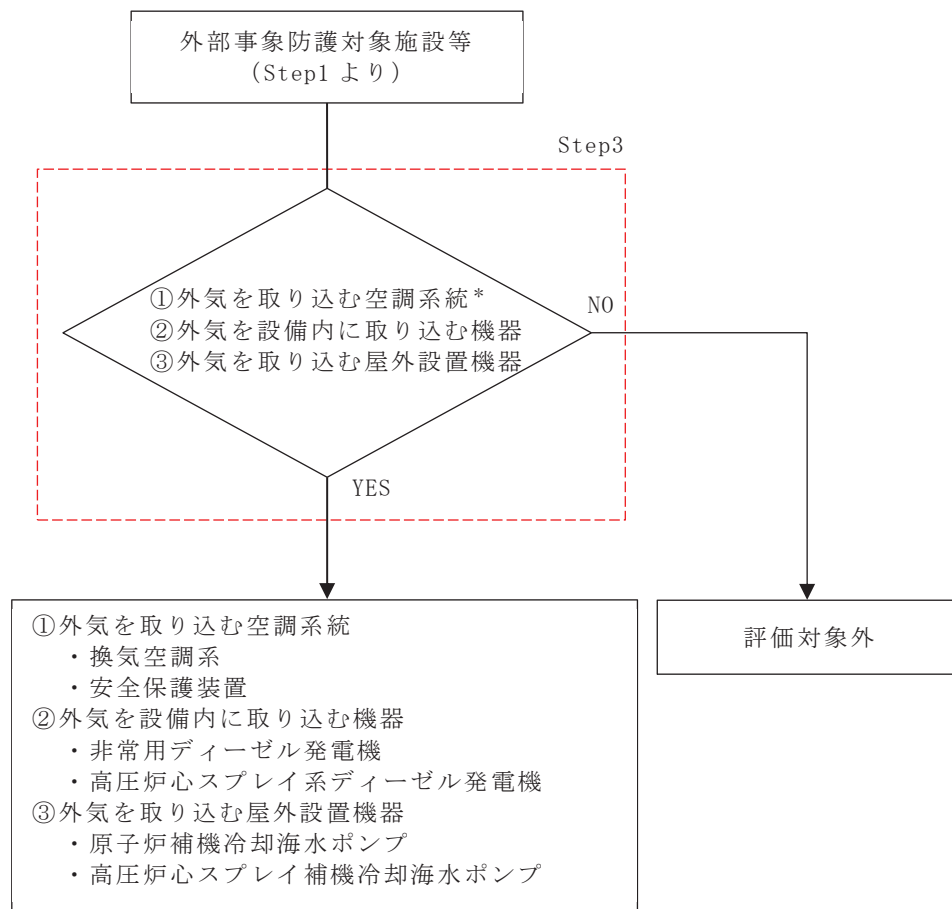 外部事象防護対象施設等
(Step1 より)
Step3
①外気を取り込む空調系統*
②外気を設備内に取り込む機器
③外気を取り込む屋外設置機器
NO
YES
①外気を取り込む空調系統
・換気空調系
・安全保護装置
②外気を設備内に取り込む機器
・非常用ディーゼル発電機
・高圧炉心スプレイ系ディーゼル発電機
③外気を取り込む屋外設置機器
・原子炉補機冷却海水ポンプ
・高圧炉心スプレイ補機冷却海水ポンプ
評価対象外